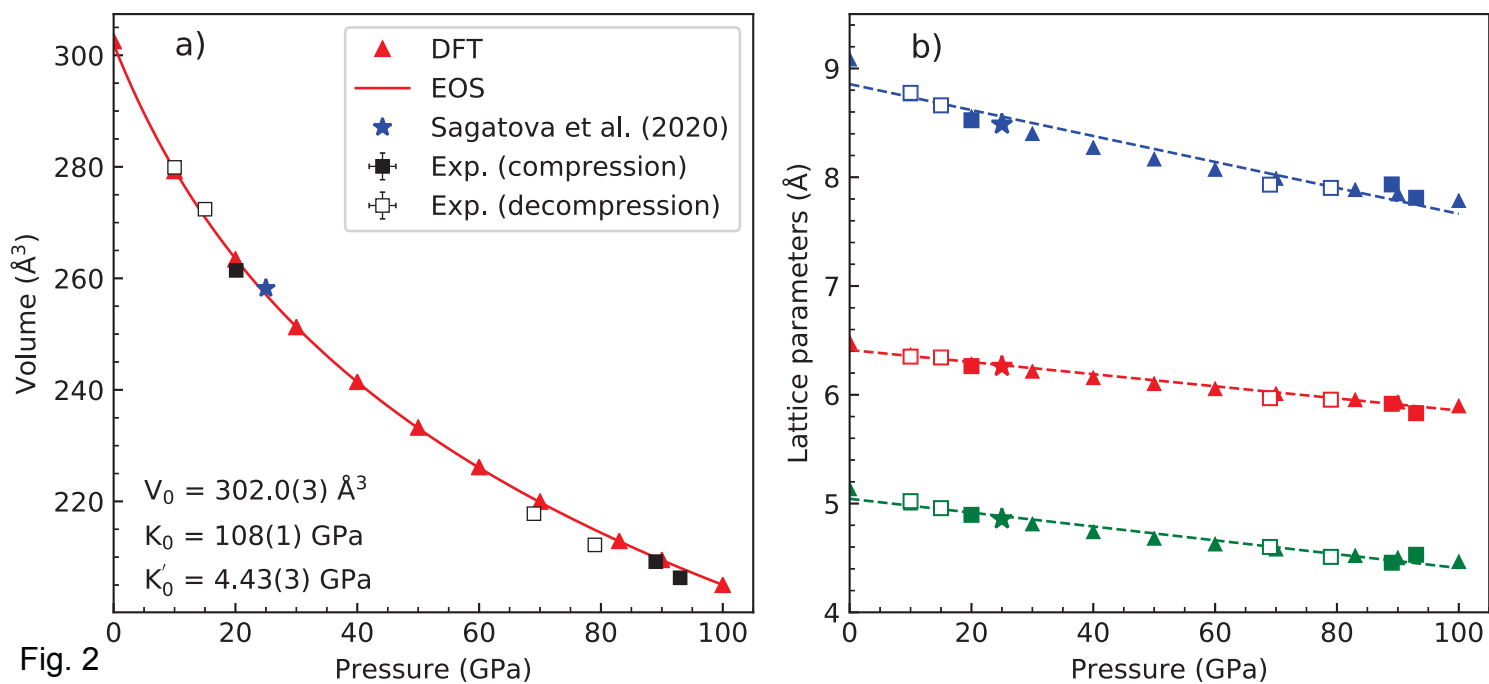 a)
DFT
EOS
Sagatova et al. (2020)
Exp. (compression)
Exp. (decompression)
V₀ = 302.0(3) Å³
K₀ = 108(1) GPa
K₀′ = 4.43(3) GPa
300
280
260
240
220
Volume (Å³)
0 20 40 60 80 100
Pressure (GPa)
b)
9
8
7
6
5
4
Lattice parameters (Å)
0 20 40 60 80 100
Pressure (GPa)
Fig. 2